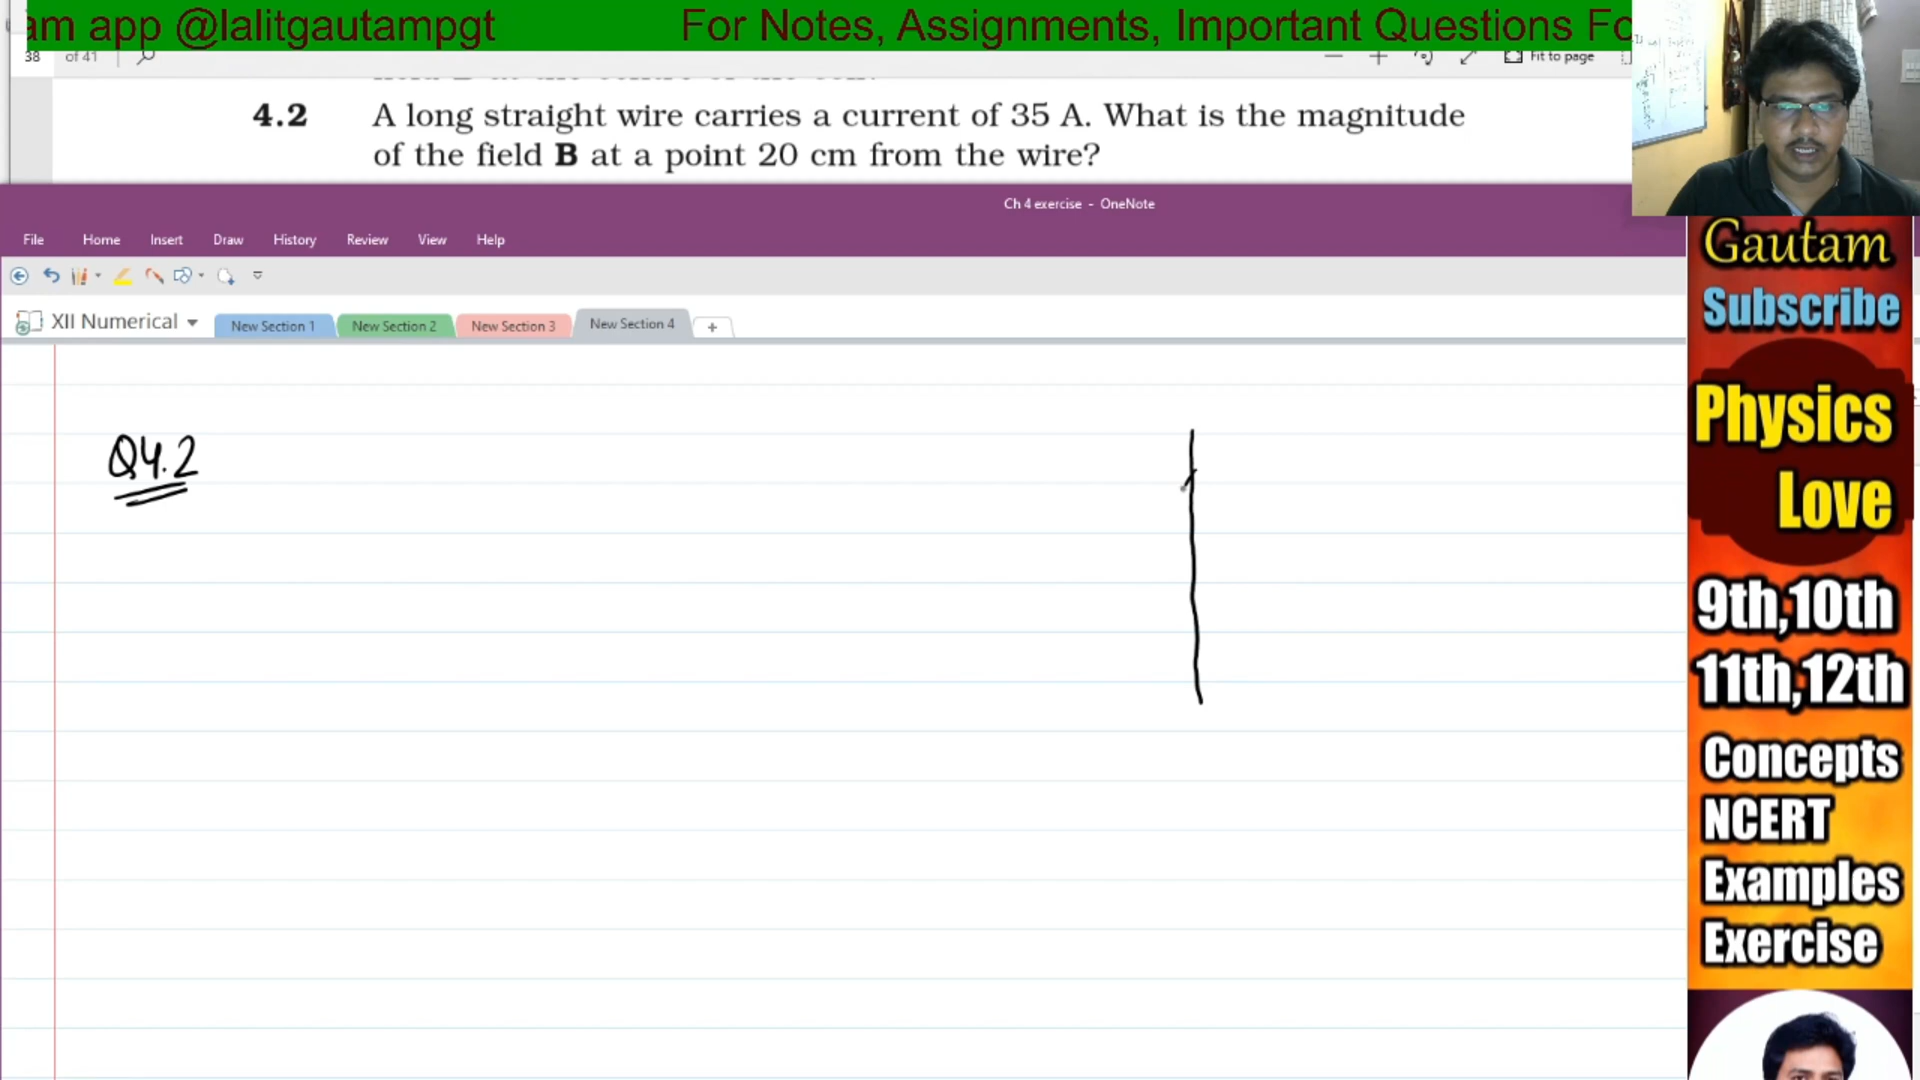 am app @lalitgautampgt For Notes, Assignments, Important Questions Fo
38 of 41 Fit to page
4.2 A long straight wire carries a current of 35 A. What is the magnitude
of the field B at a point 20 cm from the wire?
Ch 4 exercise - OneNote
File Home Insert Draw History Review View Help
XII Numerical New Section 1 New Section 2 New Section 3 New Section 4 +
Q4.2
Gautam
Subscribe
Physics
Love
9th,10th
11th,12th
Concepts
NCERT
Examples
Exercise